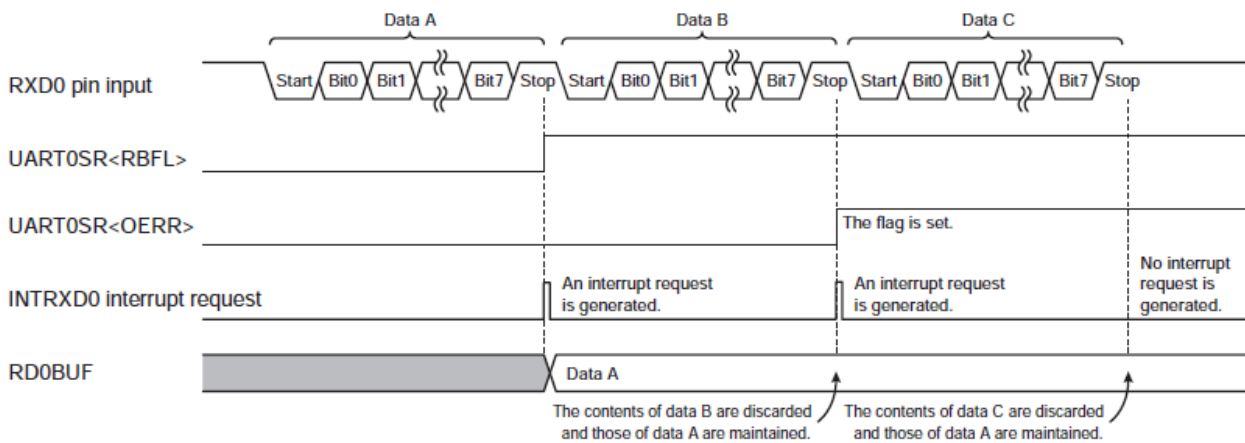 Data A Data B Data C
RXD0 pin input Start Bit0 Bit1 Bit7 Stop Start Bit0 Bit1 Bit7 Stop Start Bit0 Bit1 Bit7 Stop
UART0SR<RBFL>
UART0SR<OERR> The flag is set.
INTRXD0 interrupt request
An interrupt request
is generated.
An interrupt request
is generated.
No interrupt
request is
generated.
RD0BUF Data A
The contents of data B are discarded
and those of data A are maintained.
The contents of data C are discarded
and those of data A are maintained.